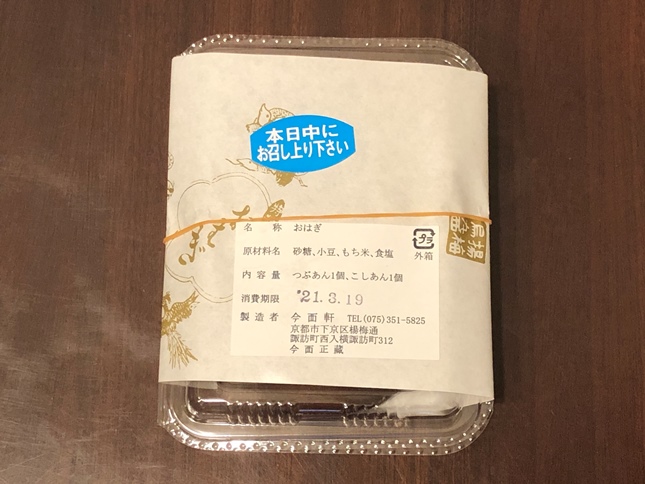 本日中に
お召し上り下さい
名称 おはぎ
原材料名 砂糖、小豆、もち米、食塩
プラ
外箱
内容量 つぶあん1個、こしあん1個
消費期限 '21.3.19
製造者 今西軒 TEL(075)351-5825
京都市下京区楊梅通
諏訪町西入横諏訪町312
今西正蔵